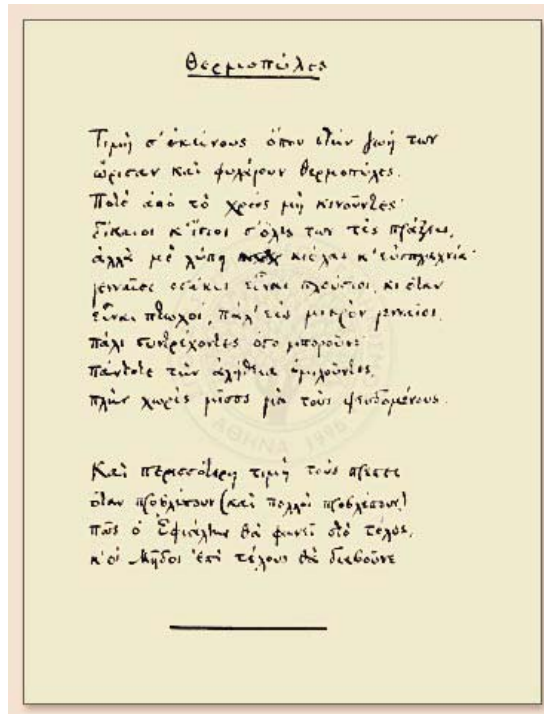 Θερμοπύλες
Τιμή σ' εκείνους όπου στην ζωή των
ώρισαν και φυλάγουν Θερμοπύλες.
Ποτέ από το χρέος μη κινούντες·
δίκαιοι κ' ίσιοι σ' όλες των τες πράξεις,
αλλά με λύπη κιόλας κ' ευσπλαχνία·
γενναίοι οσάκις είναι πλούσιοι, κι όταν
είναι πτωχοί, πάλ' εις μικρόν γενναίοι,
πάλι συντρέχοντες όσο μπορούνε·
πάντοτε την αλήθεια ομιλούντες,
πλην χωρίς μίσος για τους ψευδομένους.
Και περισσότερη τιμή τους πρέπει
όταν προβλέπουν (και πολλοί προβλέπουν)
πως ο Εφιάλτης θα φανεί στο τέλος,
κ' οι Μήδοι επί τέλους θα διαβούνε
ΑΘΗΝΑ 1996